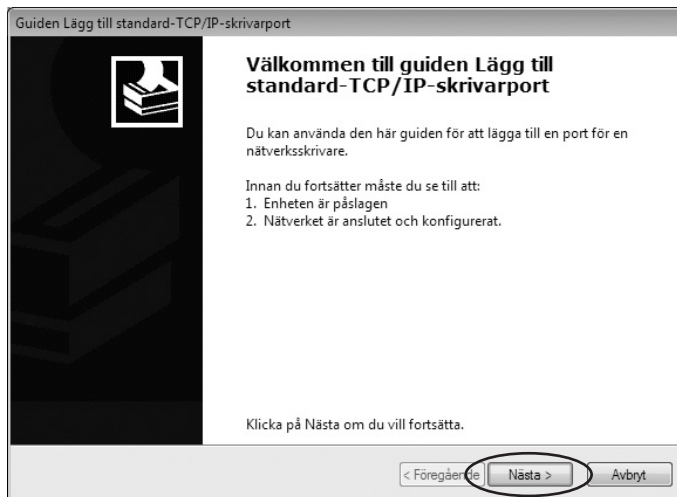 Guiden Lägg till standard-TCP/IP-skrivarport
Välkommen till guiden Lägg till
standard-TCP/IP-skrivarport
Du kan använda den här guiden för att lägga till en port för en
nätverksskrivare.
Innan du fortsätter måste du se till att:
1. Enheten är påslagen
2. Nätverket är anslutet och konfigurerat.
Klicka på Nästa om du vill fortsätta.
< Föregående Nästa > Avbryt